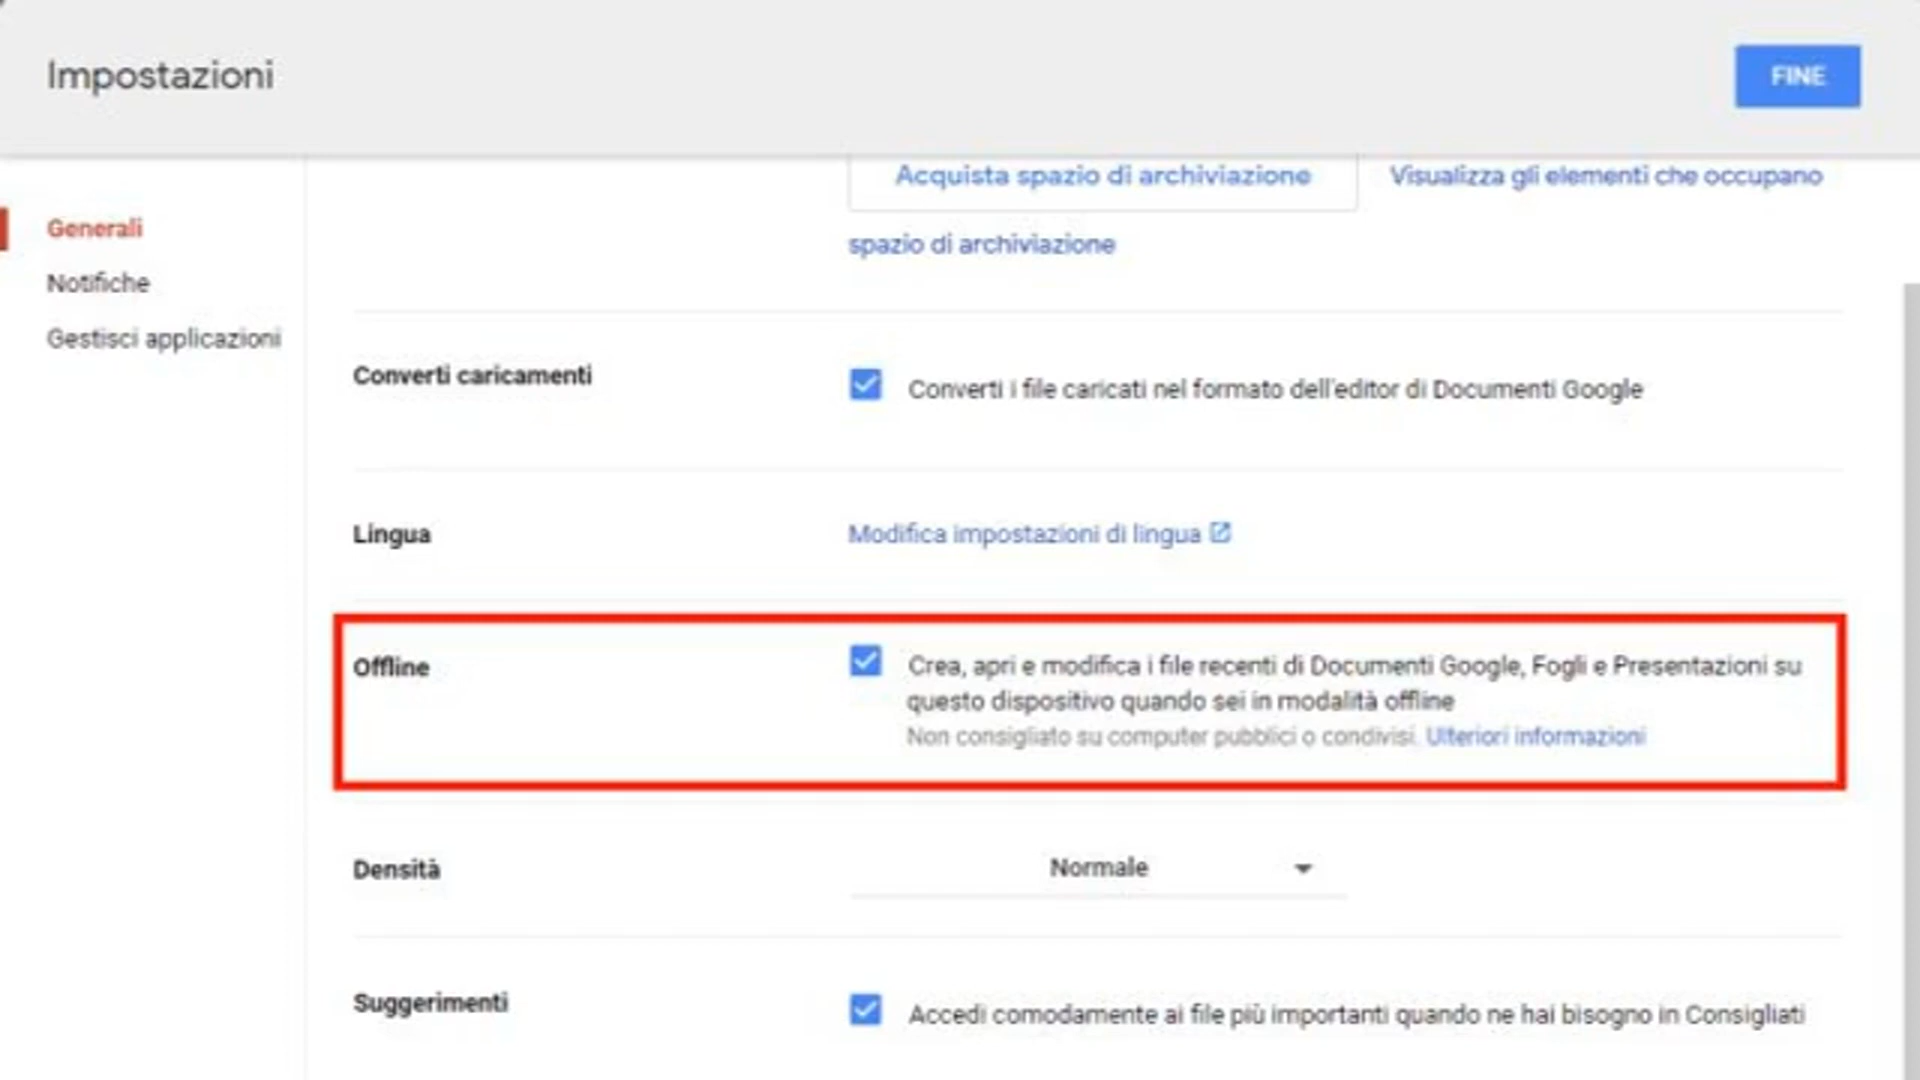 Impostazioni
FINE
Acquista spazio di archiviazione
Visualizza gli elementi che occupano
spazio di archiviazione
Generali
Notifiche
Gestisci applicazioni
Converti caricamenti
Converti i file caricati nel formato dell'editor di Documenti Google
Lingua
Modifica impostazioni di lingua
Offline
Crea, apri e modifica i file recenti di Documenti Google, Fogli e Presentazioni su
questo dispositivo quando sei in modalità offline
Non consigliato su computer pubblici o condivisi. Ulteriori informazioni
Densità
Normale
Suggerimenti
Accedi comodamente ai file più importanti quando ne hai bisogno in Consigliati